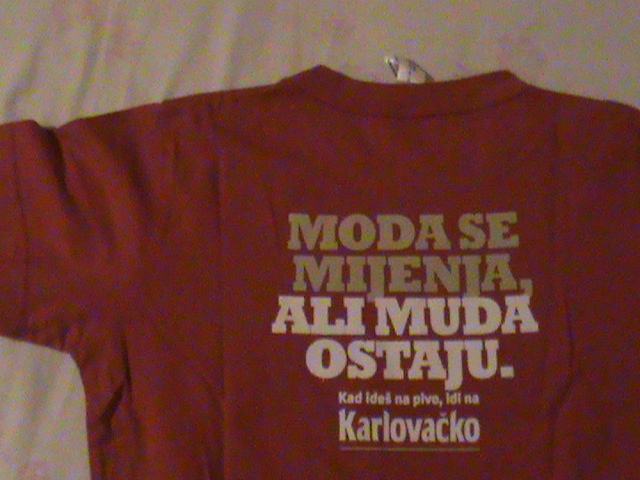 MODA SE
MIJENJA,
ALI MUDA
OSTAJU.
Kad ideš na pivo, idi na
Karlovačko